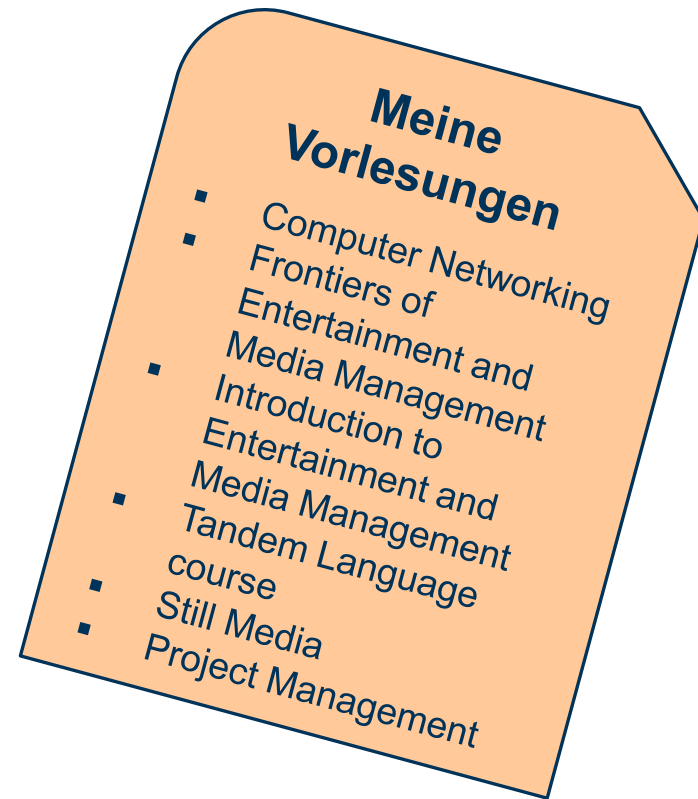 Meine
Vorlesungen
▪ Computer Networking
▪ Frontiers of
Entertainment and
Media Management
▪ Introduction to
Entertainment and
Media Management
▪ Tandem Language
course
▪ Still Media
▪ Project Management